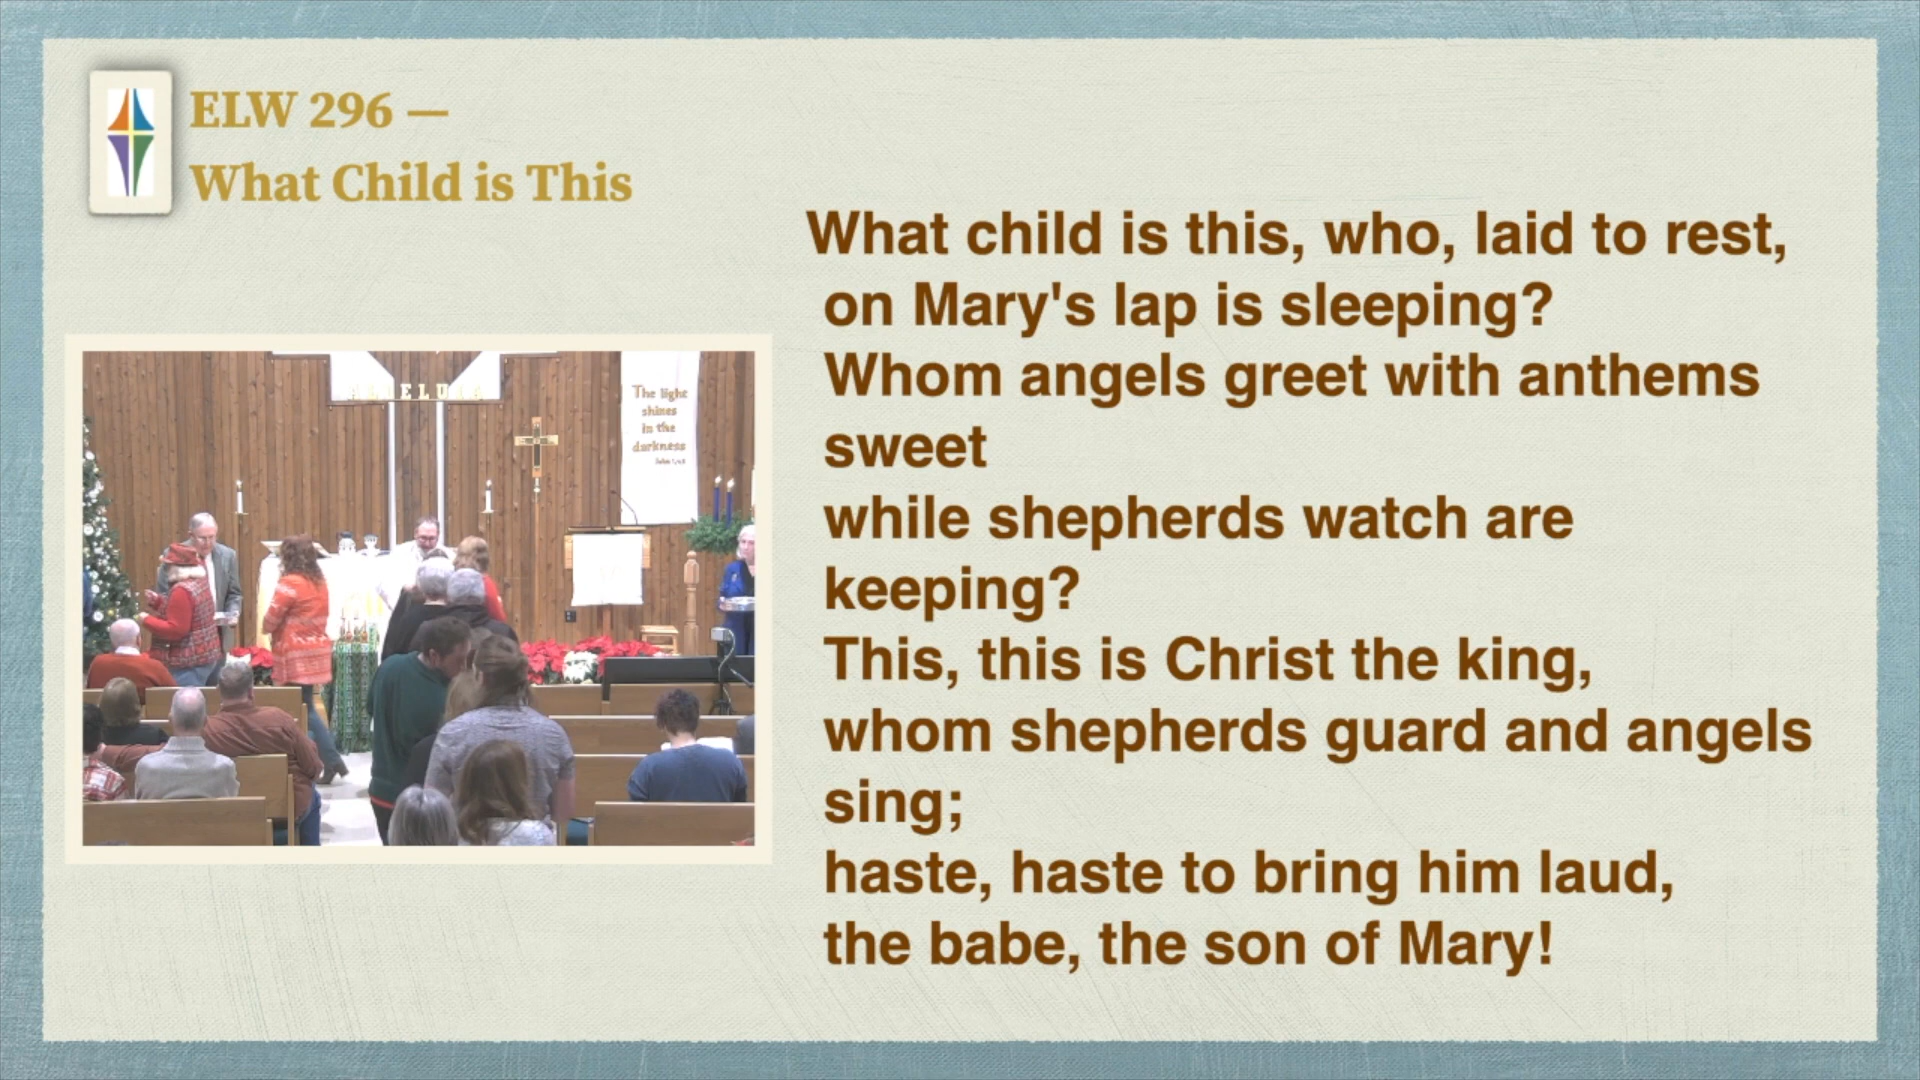 ELW 296 —
What Child is This
What child is this, who, laid to rest,
on Mary's lap is sleeping?
Whom angels greet with anthems
sweet
while shepherds watch are
keeping?
This, this is Christ the king,
whom shepherds guard and angels
sing;
haste, haste to bring him laud,
the babe, the son of Mary!
ALLELUIA
The light
shines
in the
darkness